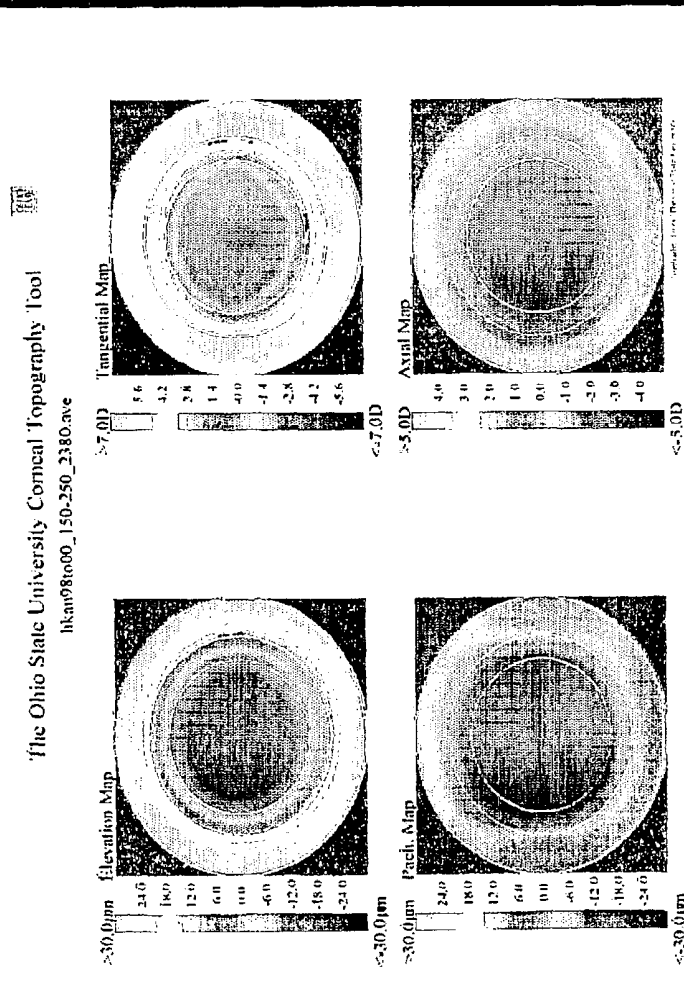 The Ohio State University Corneal Topography Tool
hkan98to00_150-250_2380.ave
>30.0µm
Elevation Map
24.0
18.0
12.0
6.0
0.0
-6.0
-12.0
-18.0
-24.0
<-30.0µm
>7.0D
Tangential Map
5.6
4.2
2.8
1.4
-0.0
-1.4
-2.8
-4.2
-5.6
<-7.0D
>30.0µm
Pach. Map
24.0
18.0
12.0
6.0
0.0
-6.0
-12.0
-18.0
-24.0
<-30.0µm
>5.0D
Axial Map
4.0
3.0
2.0
1.0
0.0
-1.0
-2.0
-3.0
-4.0
<-5.0D